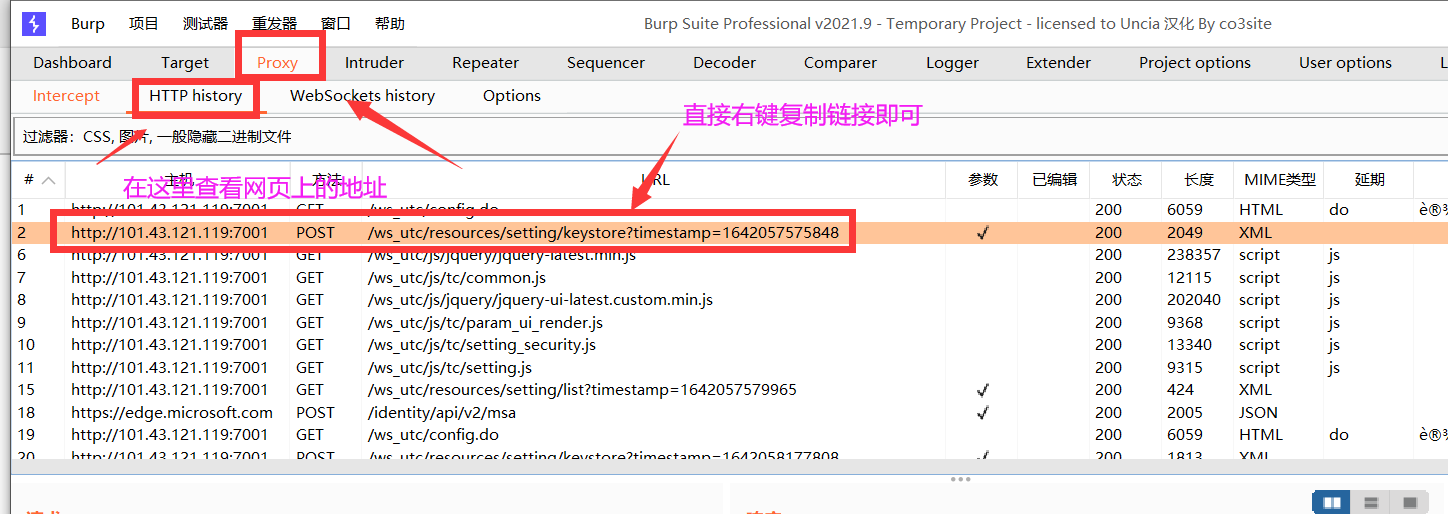 Burp 项目 测试器 重发器 窗口 帮助 Burp Suite Professional v2021.9 - Temporary Project - licensed to Uncia 汉化 By co3site
Dashboard Target Proxy Intruder Repeater Sequencer Decoder Comparer Logger Extender Project options User options
Intercept HTTP history WebSockets history Options
直接右键复制链接即可
过滤器：CSS, 图片, 一般隐藏二进制文件
# 主机 方法 URL 参数 已编辑 状态 长度 MIME类型 延期
在这里查看网页上的地址
1 http://101.43.121.119:7001 GET /ws_utc/config.do 200 6059 HTML do
2 http://101.43.121.119:7001 POST /ws_utc/resources/setting/keystore?timestamp=1642057575848 ✓ 200 2049 XML
6 http://101.43.121.119:7001 GET /ws_utc/js/jquery/jquery-latest.min.js 200 238357 script js
7 http://101.43.121.119:7001 GET /ws_utc/js/tc/common.js 200 12115 script js
8 http://101.43.121.119:7001 GET /ws_utc/js/jquery/jquery-ui-latest.custom.min.js 200 202040 script js
9 http://101.43.121.119:7001 GET /ws_utc/js/tc/param_ui_render.js 200 9368 script js
10 http://101.43.121.119:7001 GET /ws_utc/js/tc/setting_security.js 200 13340 script js
11 http://101.43.121.119:7001 GET /ws_utc/js/tc/setting.js 200 9315 script js
15 http://101.43.121.119:7001 GET /ws_utc/resources/setting/list?timestamp=1642057579965 ✓ 200 424 XML
18 https://edge.microsoft.com POST /identity/api/v2/msa ✓ 200 2005 JSON
19 http://101.43.121.119:7001 GET /ws_utc/config.do 200 6059 HTML do
20 http://101.43.121.119:7001 POST /ws_utc/resources/setting/keystore?timestamp=1642058177808 ✓ 200 1813 XML